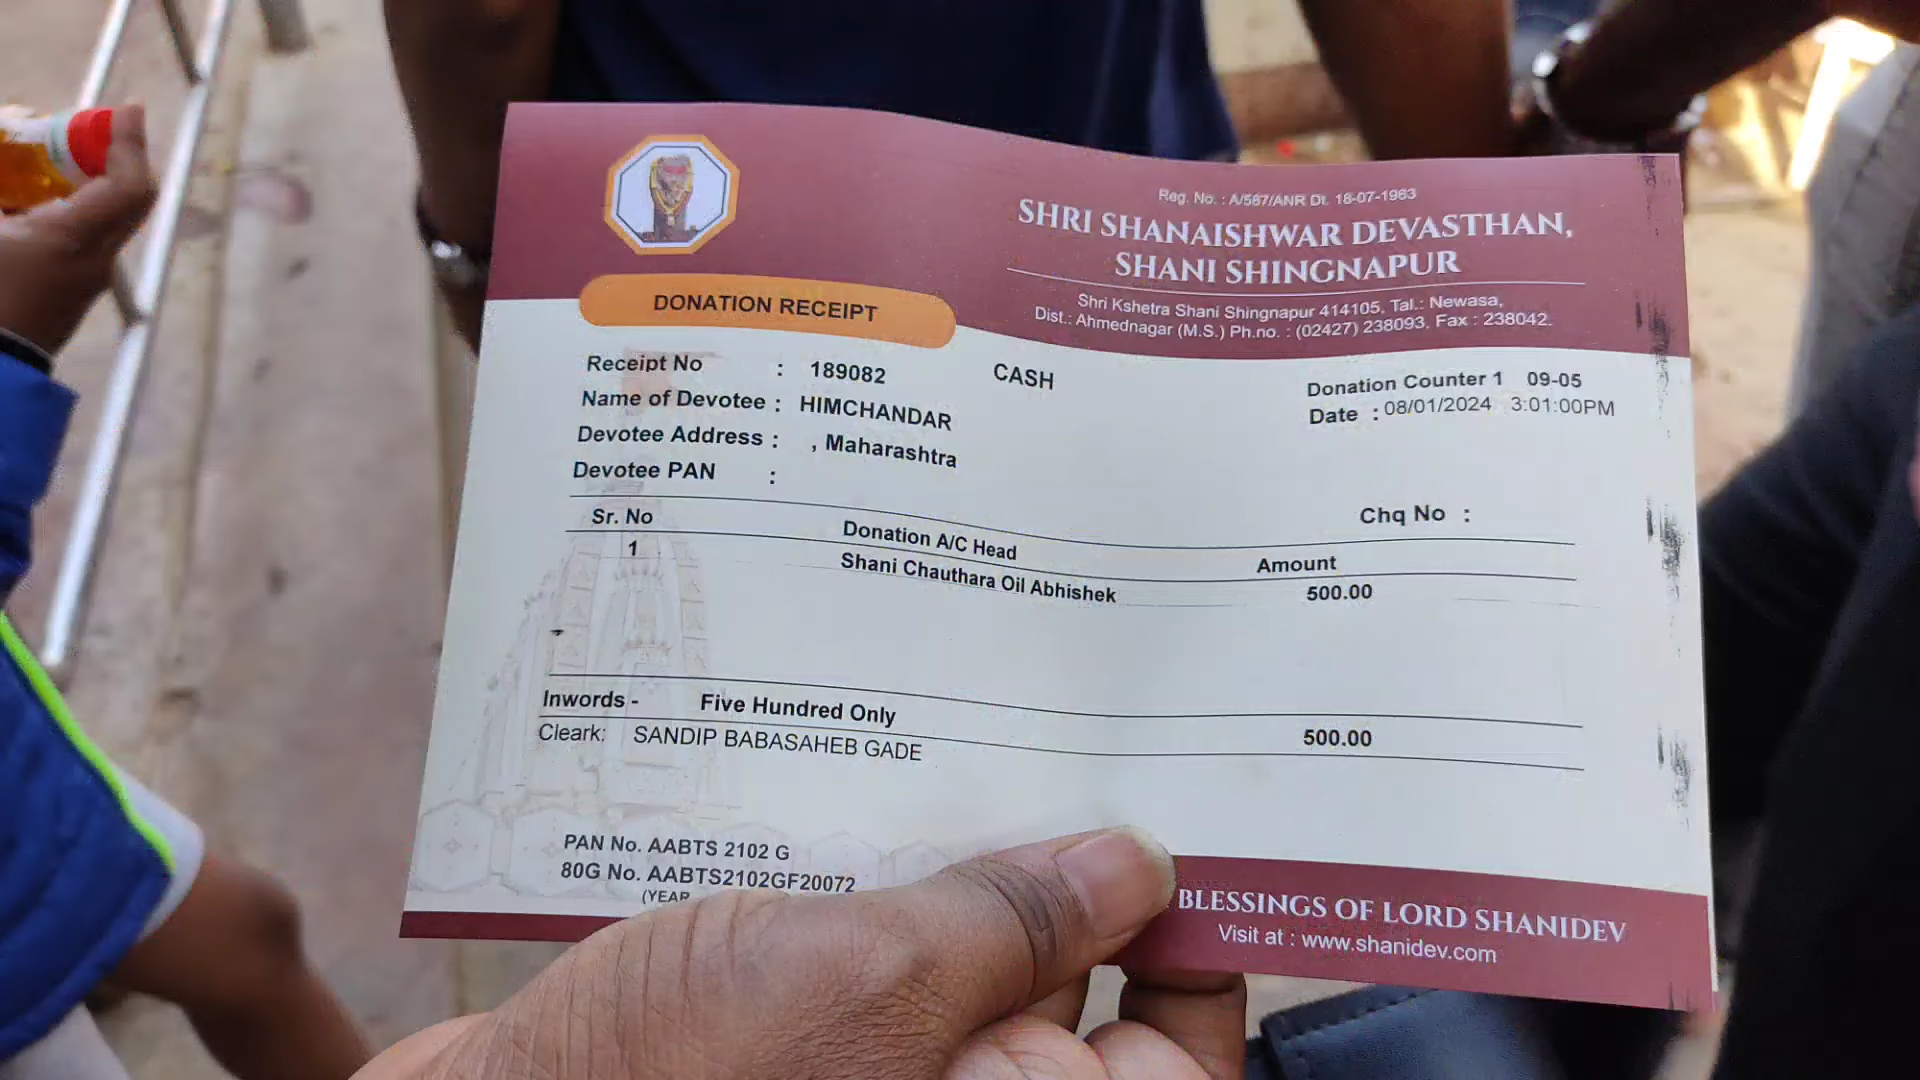 Reg. No. : A/567/ANR Dt. 18-07-1963
SHRI SHANAISHWAR DEVASTHAN,
SHANI SHINGNAPUR
Shri Kshetra Shani Shingnapur 414105, Tal.: Newasa,
Dist.: Ahmednagar (M.S.) Ph.no. : (02427) 238093, Fax : 238042.
DONATION RECEIPT
Receipt No : 189082 CASH Donation Counter 1 09-05
Name of Devotee : HIMCHANDAR Date : 08/01/2024 3:01:00PM
Devotee Address : , Maharashtra
Devotee PAN : Chq No :
Sr. No Donation A/C Head Amount
1 Shani Chauthara Oil Abhishek 500.00
Inwords - Five Hundred Only 500.00
Cleark: SANDIP BABASAHEB GADE
PAN No. AABTS 2102 G
80G No. AABTS2102GF20072
(YEAR
BLESSINGS OF LORD SHANIDEV
Visit at : www.shanidev.com